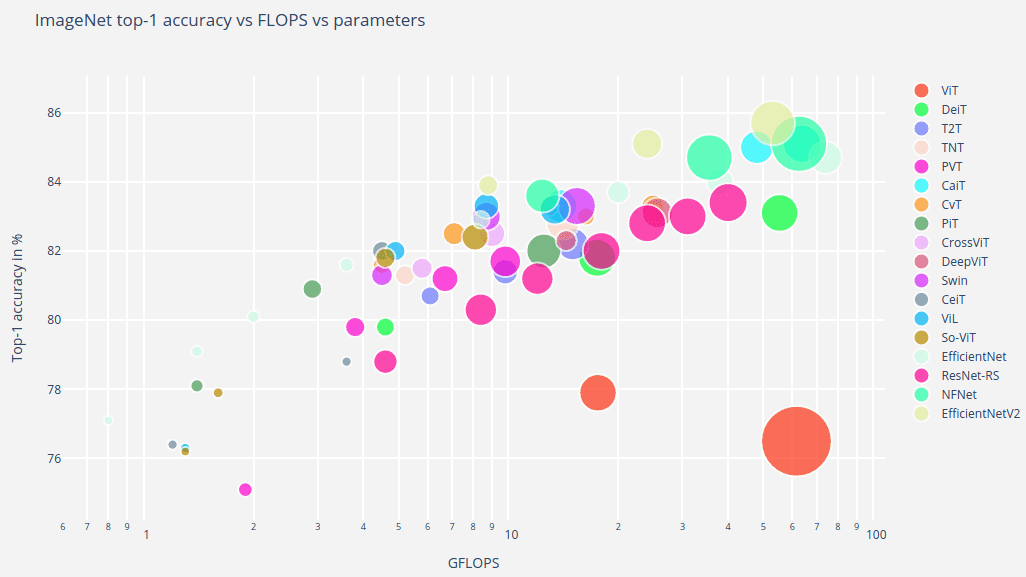 ImageNet top-1 accuracy vs FLOPS vs parameters
86
84
82
80
78
76
Top-1 accuracy in %
6 7 8 9 1 2 3 4 5 6 7 8 9 10 2 3 4 5 6 7 8 9 100
GFLOPS
ViT
DeiT
T2T
TNT
PVT
CaiT
CvT
PiT
CrossViT
DeepViT
Swin
CeiT
ViL
So-ViT
EfficientNet
ResNet-RS
NFNet
EfficientNetV2